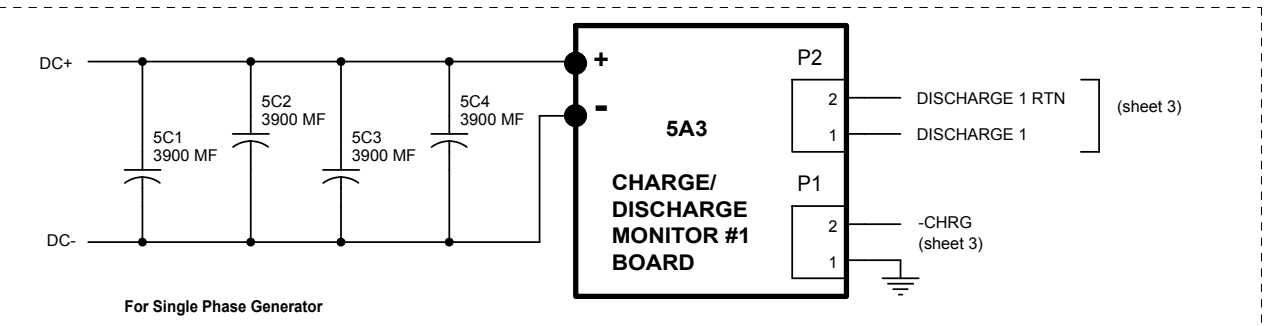 DC+
5C1
3900 MF
5C2
3900 MF
5C3
3900 MF
5C4
3900 MF
DC-
For Single Phase Generator
+
-
5A3
CHARGE/
DISCHARGE
MONITOR #1
BOARD
P2
2
1
DISCHARGE 1 RTN
DISCHARGE 1
(sheet 3)
P1
2
1
-CHRG
(sheet 3)